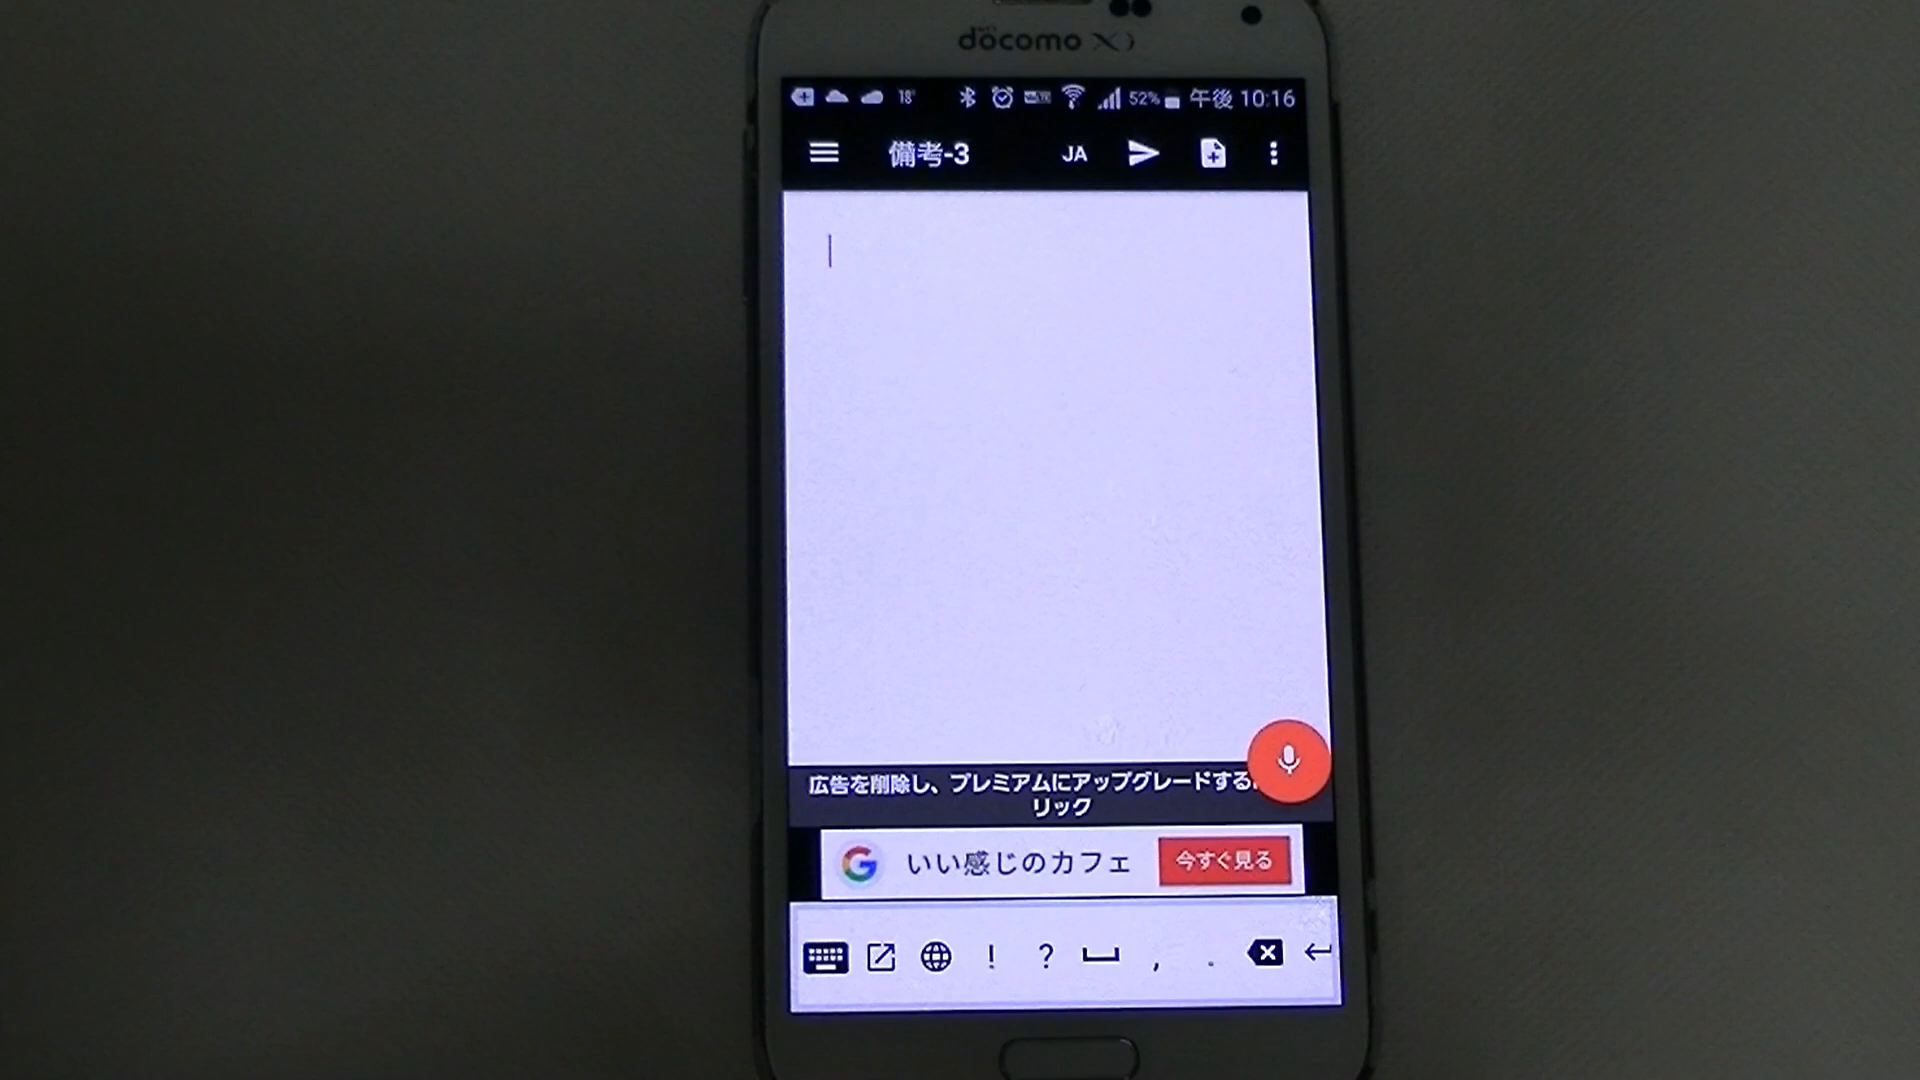 docomo Xi
18° 52% 午後 10:16
備考-3 JA
広告を削除し、プレミアムにアップグレードする
リック
いい感じのカフェ 今すぐ見る
! ? , .